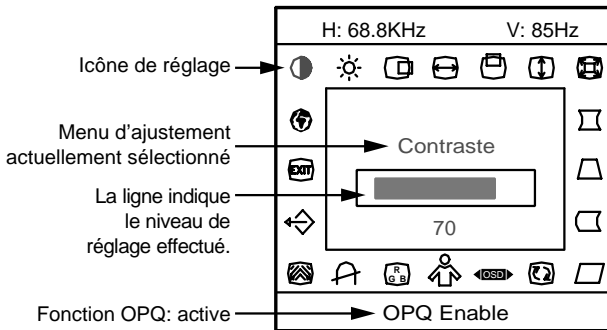 H: 68.8KHz V: 85Hz
Icône de réglage
Menu d'ajustement
actuellement sélectionné
Contraste
EXIT
La ligne indique
le niveau de
réglage effectué.
70
R
G B
OSD
Fonction OPQ: active
OPQ Enable